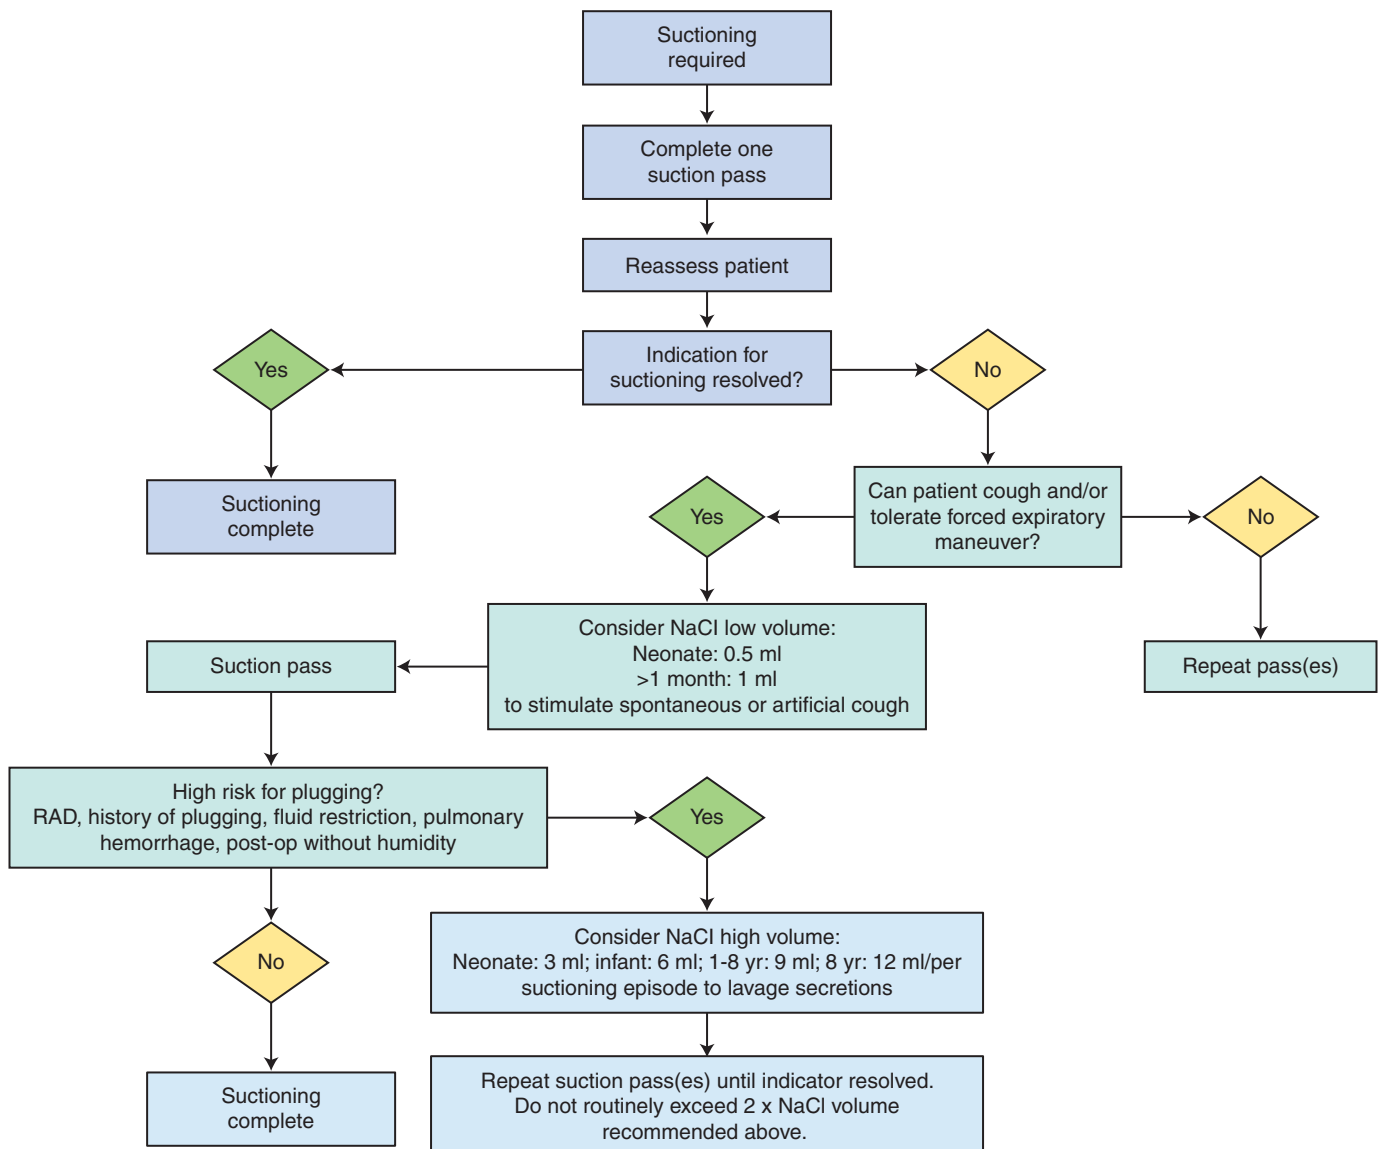 Suctioning
required
Complete one
suction pass
Reassess patient
Indication for
suctioning resolved?
Yes
No
Suctioning
complete
Can patient cough and/or
tolerate forced expiratory
maneuver?
Yes
No
Consider NaCl low volume:
Neonate: 0.5 ml
>1 month: 1 ml
to stimulate spontaneous or artificial cough
Suction pass
Repeat pass(es)
High risk for plugging?
RAD, history of plugging, fluid restriction, pulmonary
hemorrhage, post-op without humidity
Yes
No
Consider NaCl high volume:
Neonate: 3 ml; infant: 6 ml; 1-8 yr: 9 ml; 8 yr: 12 ml/per
suctioning episode to lavage secretions
Suctioning
complete
Repeat suction pass(es) until indicator resolved.
Do not routinely exceed 2 x NaCl volume
recommended above.